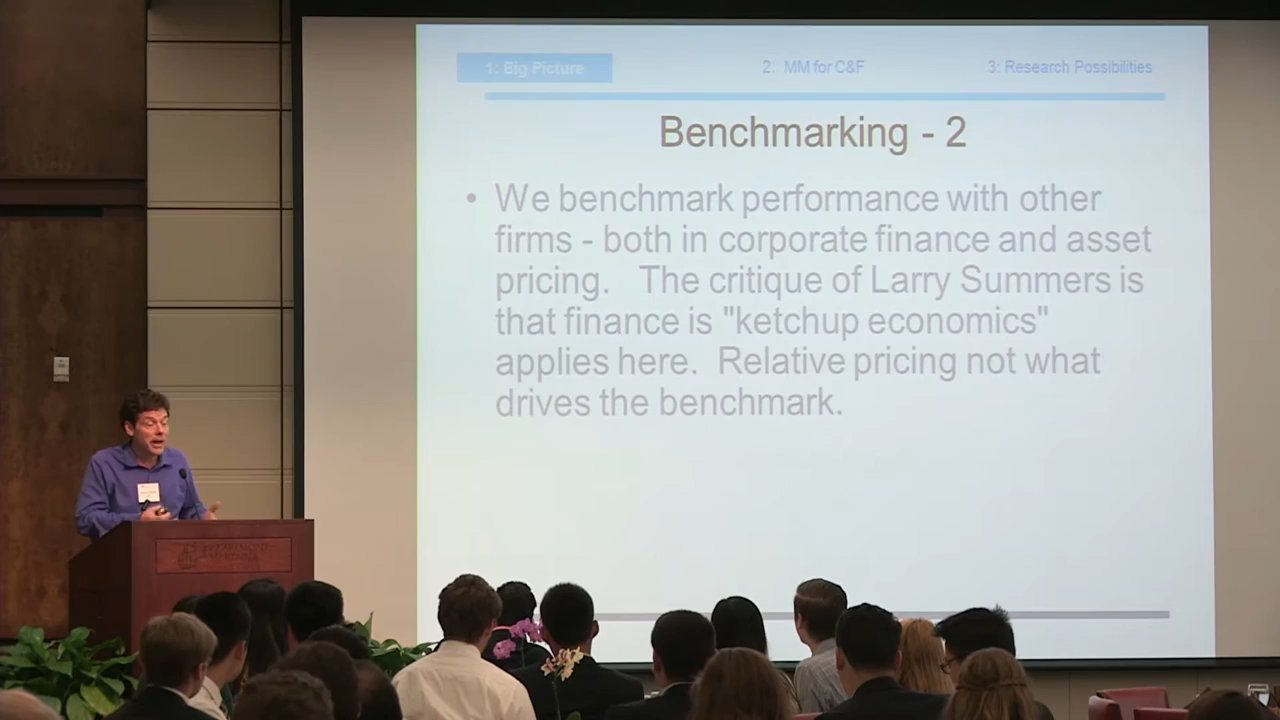 1: Big Picture
2. MM for C&F
3: Research Possibilities
Benchmarking - 2
• We benchmark performance with other
firms - both in corporate finance and asset
pricing. The critique of Larry Summers is
that finance is "ketchup economics"
applies here. Relative pricing not what
drives the benchmark.